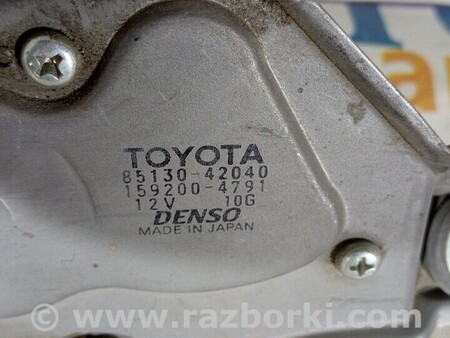 TOYOTA
85130-42040
159200-4791
12V 10G
DENSO
MADE IN JAPAN
www.razborki.com